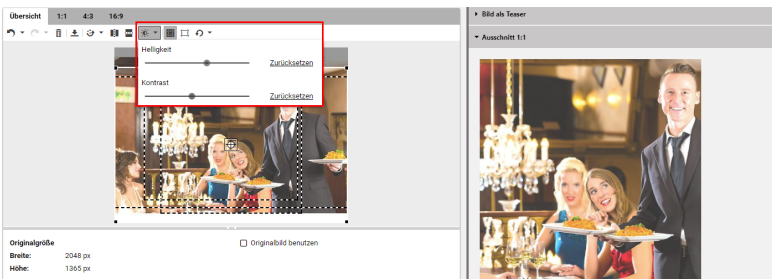 Übersicht 1:1 4:3 16:9
Helligkeit
Zurücksetzen
Kontrast
Zurücksetzen
Originalgröße
Originalbild benutzen
Breite: 2048 px
Höhe: 1365 px
Bild als Teaser
Ausschnitt 1:1